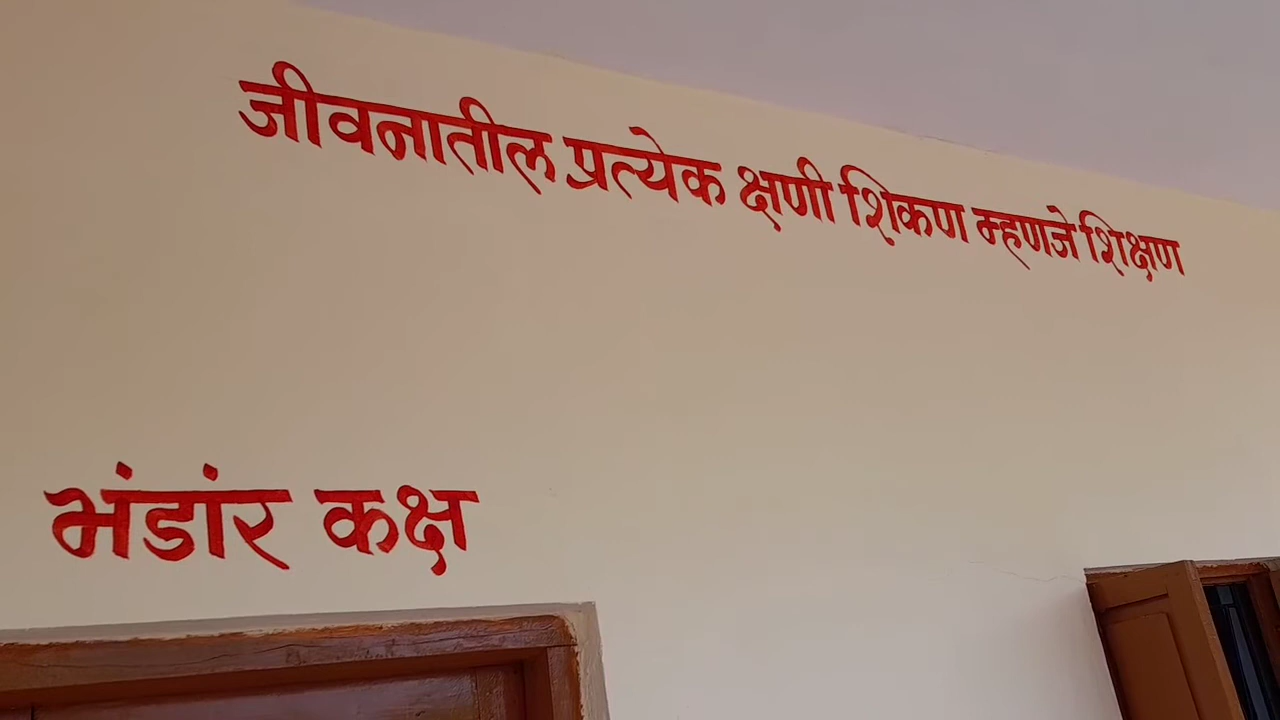 जीवनातील प्रत्येक क्षणी शिकण म्हणजे शिक्षण
भंडांर कक्ष